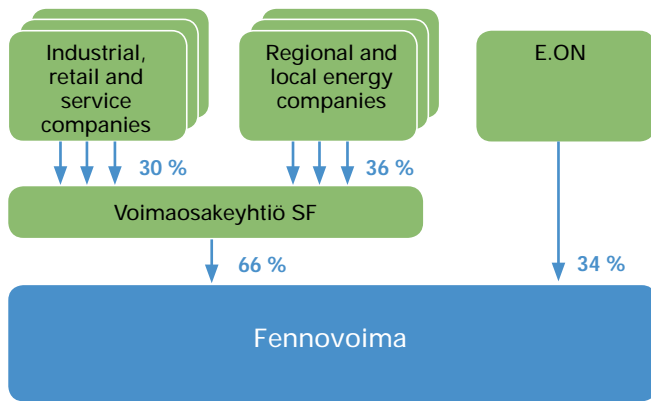 Industrial,
retail and
service
companies
Regional and
local energy
companies
E.ON
30 %
36 %
Voimaosakeyhtiö SF
66 %
34 %
Fennovoima